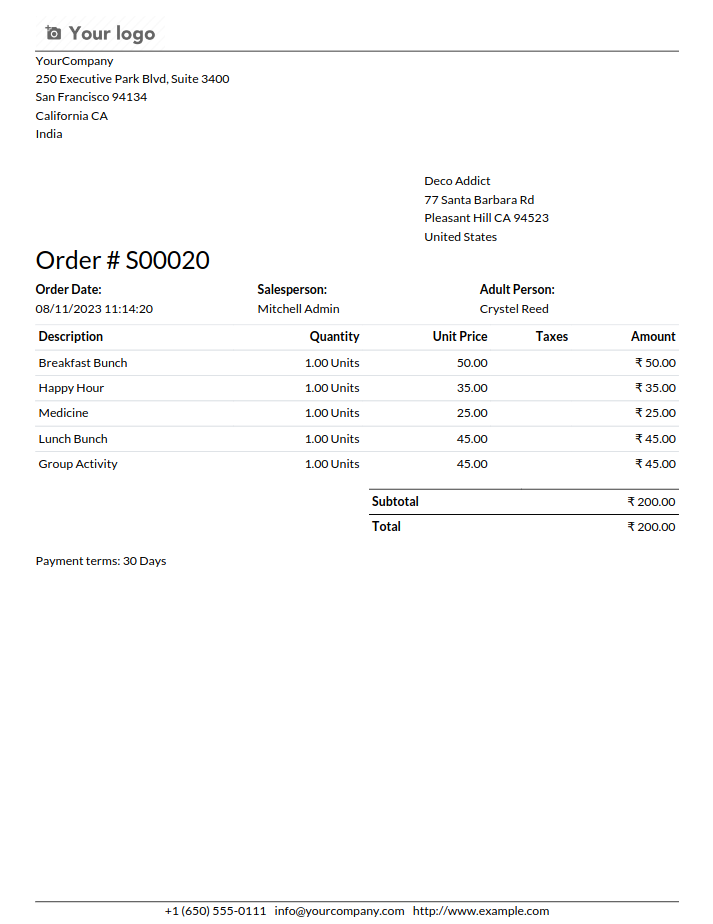 Your logo
YourCompany
250 Executive Park Blvd, Suite 3400
San Francisco 94134
California CA
India
Deco Addict
77 Santa Barbara Rd
Pleasant Hill CA 94523
United States
Order # S00020
Order Date: Salesperson: Adult Person:
08/11/2023 11:14:20 Mitchell Admin Crystel Reed
Description Quantity Unit Price Taxes Amount
Breakfast Bunch 1.00 Units 50.00 ₹ 50.00
Happy Hour 1.00 Units 35.00 ₹ 35.00
Medicine 1.00 Units 25.00 ₹ 25.00
Lunch Bunch 1.00 Units 45.00 ₹ 45.00
Group Activity 1.00 Units 45.00 ₹ 45.00
Subtotal ₹ 200.00
Total ₹ 200.00
Payment terms: 30 Days
+1 (650) 555-0111 info@yourcompany.com http://www.example.com